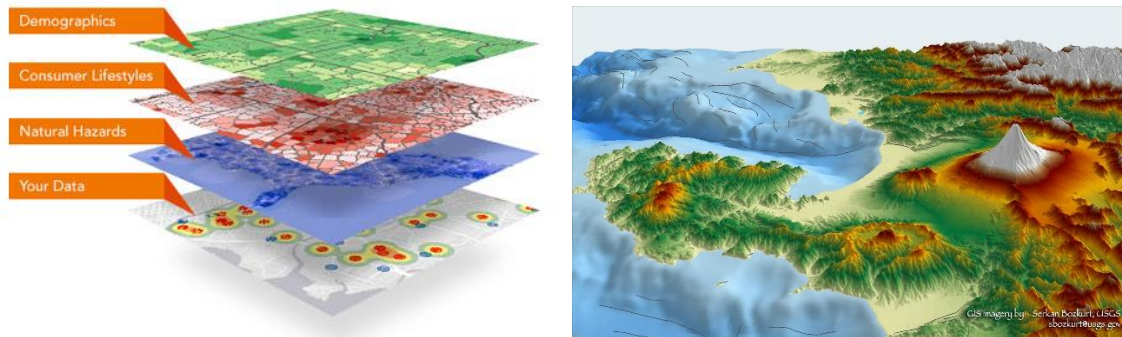 Demographics
Consumer Lifestyles
Natural Hazards
Your Data
GIS imagery by: Serkan Bozkurt, USGS
sbozkurt@usgs.gov